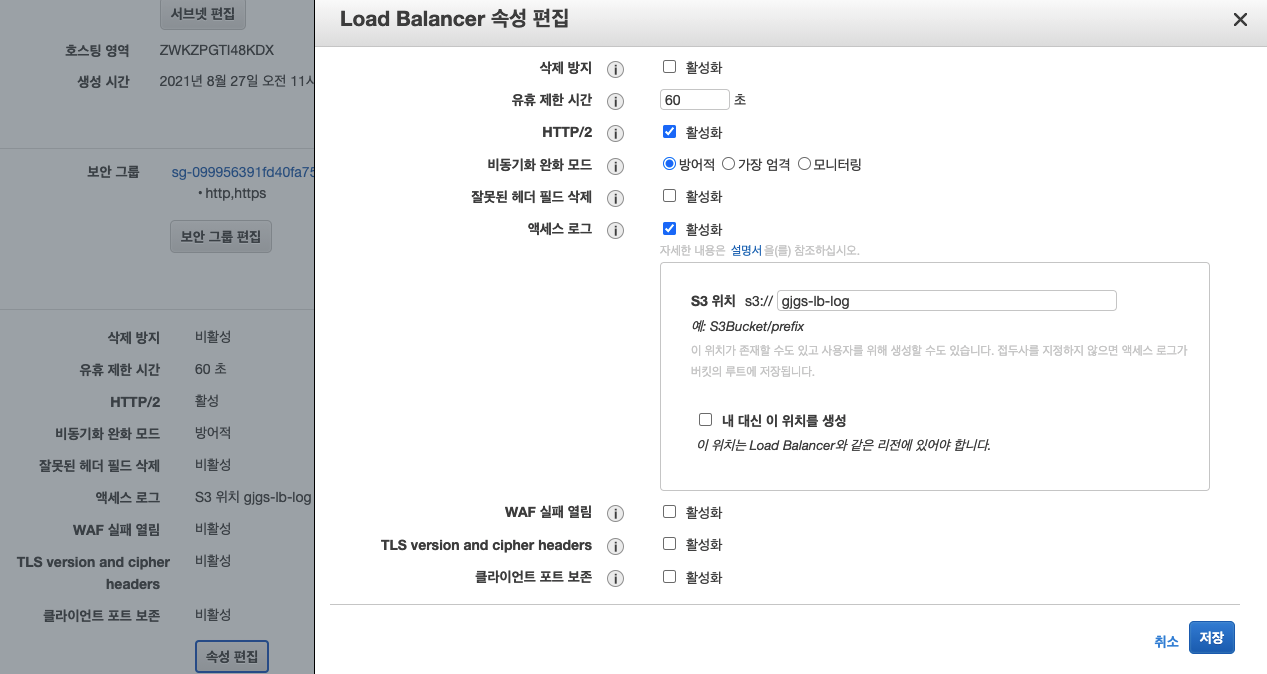 서브넷 편집
호스팅 영역 ZWKZPGTI48KDX
생성 시간 2021년 8월 27일 오전 11시
보안 그룹 sg-099956391fd40fa75
• http,https
보안 그룹 편집
삭제 방지 비활성
유휴 제한 시간 60 초
HTTP/2 활성
비동기화 완화 모드 방어적
잘못된 헤더 필드 삭제 비활성
액세스 로그 S3 위치 gjgs-lb-log
WAF 실패 열림 비활성
TLS version and cipher 비활성
headers
클라이언트 포트 보존 비활성
속성 편집
Load Balancer 속성 편집
삭제 방지 활성화
유휴 제한 시간 60 초
HTTP/2 활성화
비동기화 완화 모드 방어적 가장 엄격 모니터링
잘못된 헤더 필드 삭제 활성화
액세스 로그 활성화
자세한 내용은 설명서 을(를) 참조하십시오.
S3 위치 s3:// gjgs-lb-log
예: S3Bucket/prefix
이 위치가 존재할 수도 있고 사용자를 위해 생성할 수도 있습니다. 접두사를 지정하지 않으면 액세스 로그가
버킷의 루트에 저장됩니다.
내 대신 이 위치를 생성
이 위치는 Load Balancer와 같은 리전에 있어야 합니다.
WAF 실패 열림 활성화
TLS version and cipher headers 활성화
클라이언트 포트 보존 활성화
취소 저장